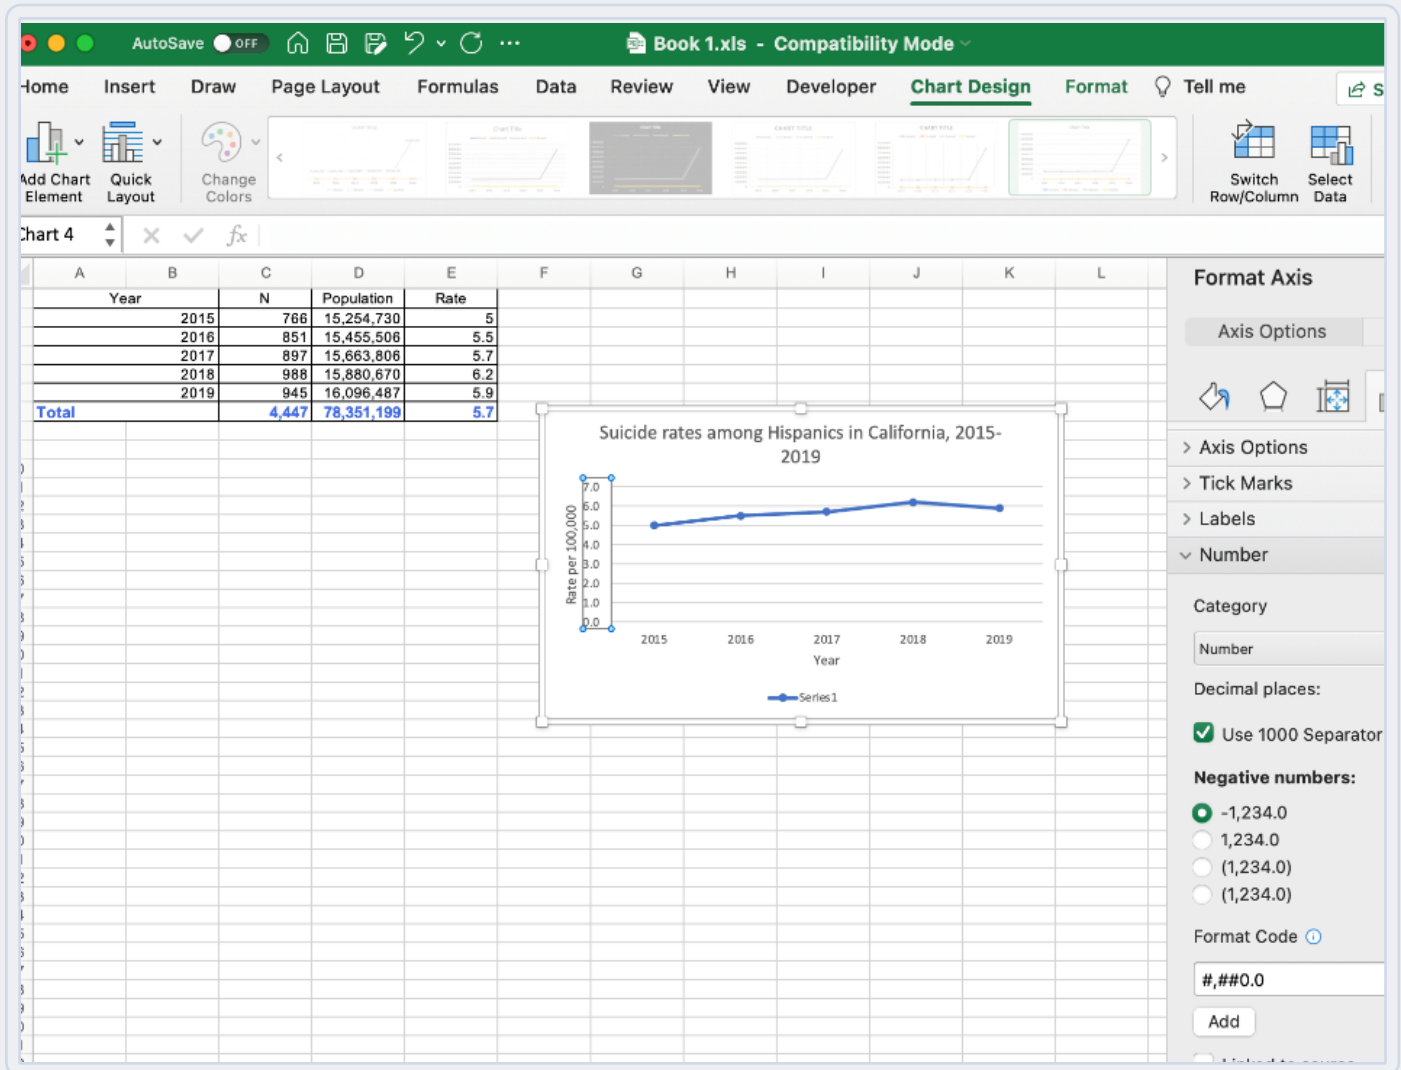 AutoSave OFF Book 1.xls - Compatibility Mode
Home Insert Draw Page Layout Formulas Data Review View Developer Chart Design Format Tell me S
Add Chart Element
Quick Layout
Change Colors
Switch Row/Column
Select Data
Chart 4 fx
A B C D E F G H I J K L
Year N Population Rate
2015 766 15,254,730 5
2016 851 15,455,506 5.5
2017 897 15,663,806 5.7
2018 988 15,880,670 6.2
2019 945 16,096,487 5.9
Total 4,447 78,351,199 5.7
Suicide rates among Hispanics in California, 2015-
2019
Rate per 100,000
7.0
6.0
5.0
4.0
3.0
2.0
1.0
0.0
2015 2016 2017 2018 2019
Year
Series1
Format Axis
Axis Options
Axis Options
Tick Marks
Labels
Number
Category
Number
Decimal places:
Use 1000 Separator
Negative numbers:
-1,234.0
1,234.0
(1,234.0)
(1,234.0)
Format Code
#,##0.0
Add